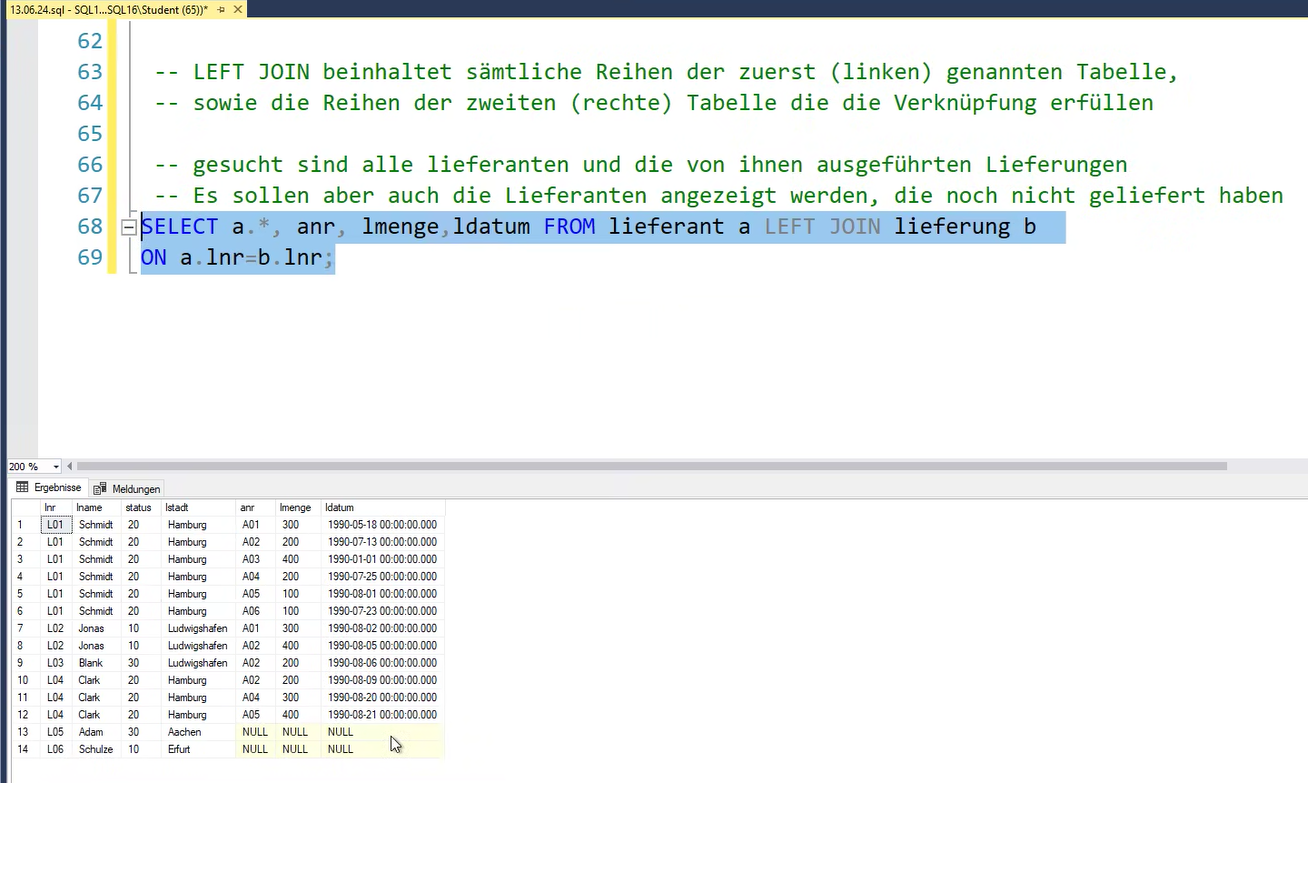 13.06.24.sql - SQL1...SQL16\Student (65))*
62
63 -- LEFT JOIN beinhaltet sämtliche Reihen der zuerst (linken) genannten Tabelle,
64 -- sowie die Reihen der zweiten (rechte) Tabelle die die Verknüpfung erfüllen
65
66 -- gesucht sind alle lieferanten und die von ihnen ausgeführten Lieferungen
67 -- Es sollen aber auch die Lieferanten angezeigt werden, die noch nicht geliefert haben
68 SELECT a.*, anr, lmenge,ldatum FROM lieferant a LEFT JOIN lieferung b
69 ON a.lnr=b.lnr;
200 %
Ergebnisse Meldungen
lnr lname status lstadt anr lmenge ldatum
1 L01 Schmidt 20 Hamburg A01 300 1990-05-18 00:00:00.000
2 L01 Schmidt 20 Hamburg A02 200 1990-07-13 00:00:00.000
3 L01 Schmidt 20 Hamburg A03 400 1990-01-01 00:00:00.000
4 L01 Schmidt 20 Hamburg A04 200 1990-07-25 00:00:00.000
5 L01 Schmidt 20 Hamburg A05 100 1990-08-01 00:00:00.000
6 L01 Schmidt 20 Hamburg A06 100 1990-07-23 00:00:00.000
7 L02 Jonas 10 Ludwigshafen A01 300 1990-08-02 00:00:00.000
8 L02 Jonas 10 Ludwigshafen A02 400 1990-08-05 00:00:00.000
9 L03 Blank 30 Ludwigshafen A02 200 1990-08-06 00:00:00.000
10 L04 Clark 20 Hamburg A02 200 1990-08-09 00:00:00.000
11 L04 Clark 20 Hamburg A04 300 1990-08-20 00:00:00.000
12 L04 Clark 20 Hamburg A05 400 1990-08-21 00:00:00.000
13 L05 Adam 30 Aachen NULL NULL NULL
14 L06 Schulze 10 Erfurt NULL NULL NULL